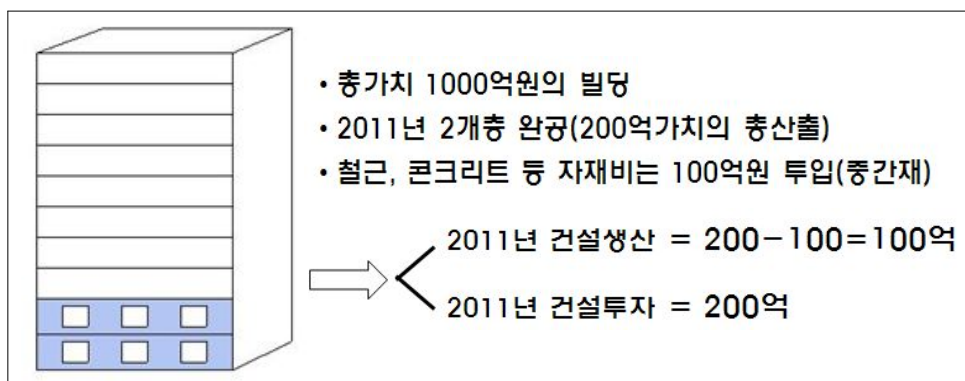 • 총가치 1000억원의 빌딩
• 2011년 2개층 완공(200억가치의 총산출)
• 철근, 콘크리트 등 자재비는 100억원 투입(중간재)
2011년 건설생산 = 200-100=100억
2011년 건설투자 = 200억